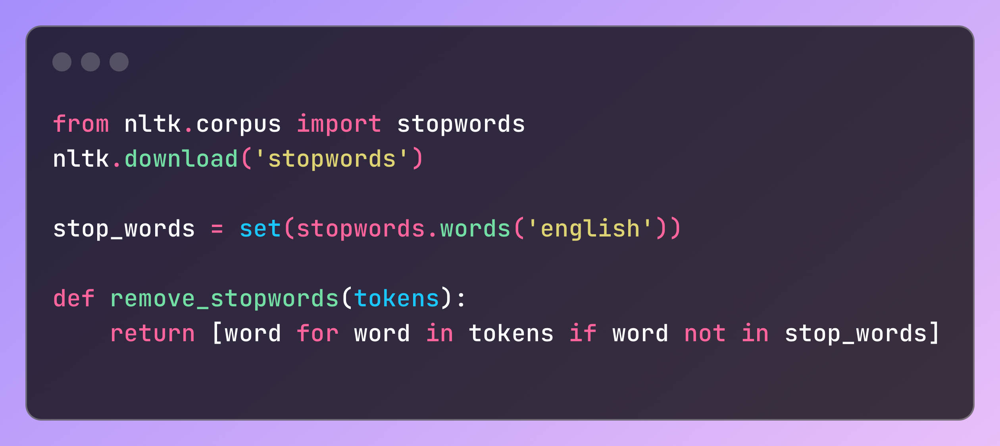 from nltk.corpus import stopwords
nltk.download('stopwords')
stop_words = set(stopwords.words('english'))
def remove_stopwords(tokens):
    return [word for word in tokens if word not in stop_words]